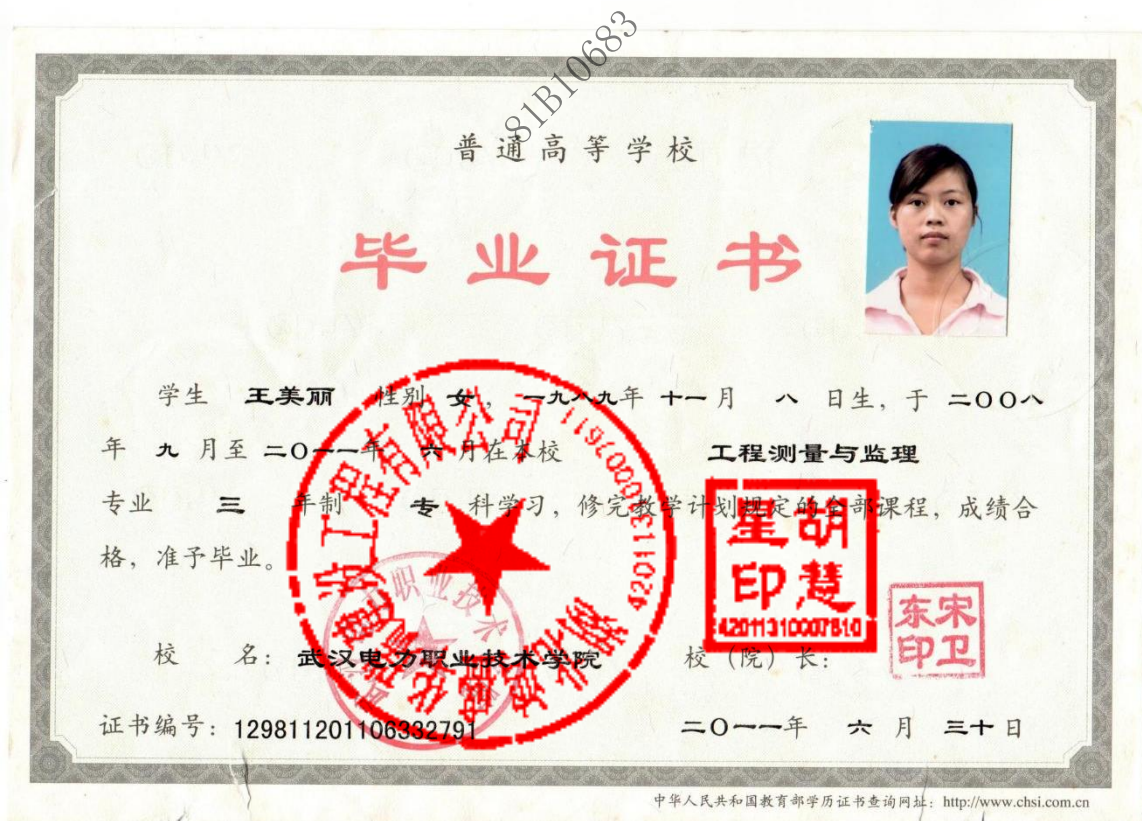 81B10683
普通高等学校
毕业证书
学生 王美丽 性别 女，一九八九年 十一月 八 日生，于 二〇〇八
年 九 月至 二〇一一年 六 月在本校 工程测量与监理
专业 三 年制 专 科学习，修完教学计划规定的全部课程，成绩合
格，准予毕业。
校 名：武汉电力职业技术学院 校（院）长：
宋卫东印
胡慧星印
42011310007810
证书编号：129811201106332791 二〇一一年 六 月 三十日
中华人民共和国教育部学历证书查询网址：http://www.chsi.com.cn